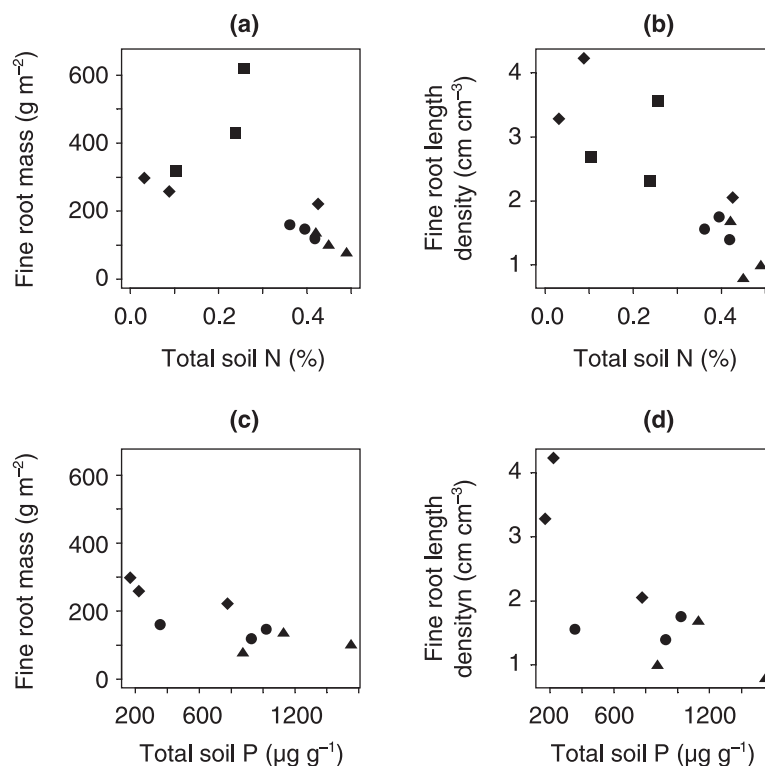 (a)
600
400
200
0
Fine root mass (g m⁻²)
0.0 0.2 0.4
Total soil N (%)
(b)
4
3
2
1
Fine root length
density (cm cm⁻³)
0.0 0.2 0.4
Total soil N (%)
(c)
600
400
200
0
Fine root mass (g m⁻²)
200 600 1200
Total soil P (µg g⁻¹)
(d)
4
3
2
1
Fine root length
densityn (cm cm⁻³)
200 600 1200
Total soil P (µg g⁻¹)